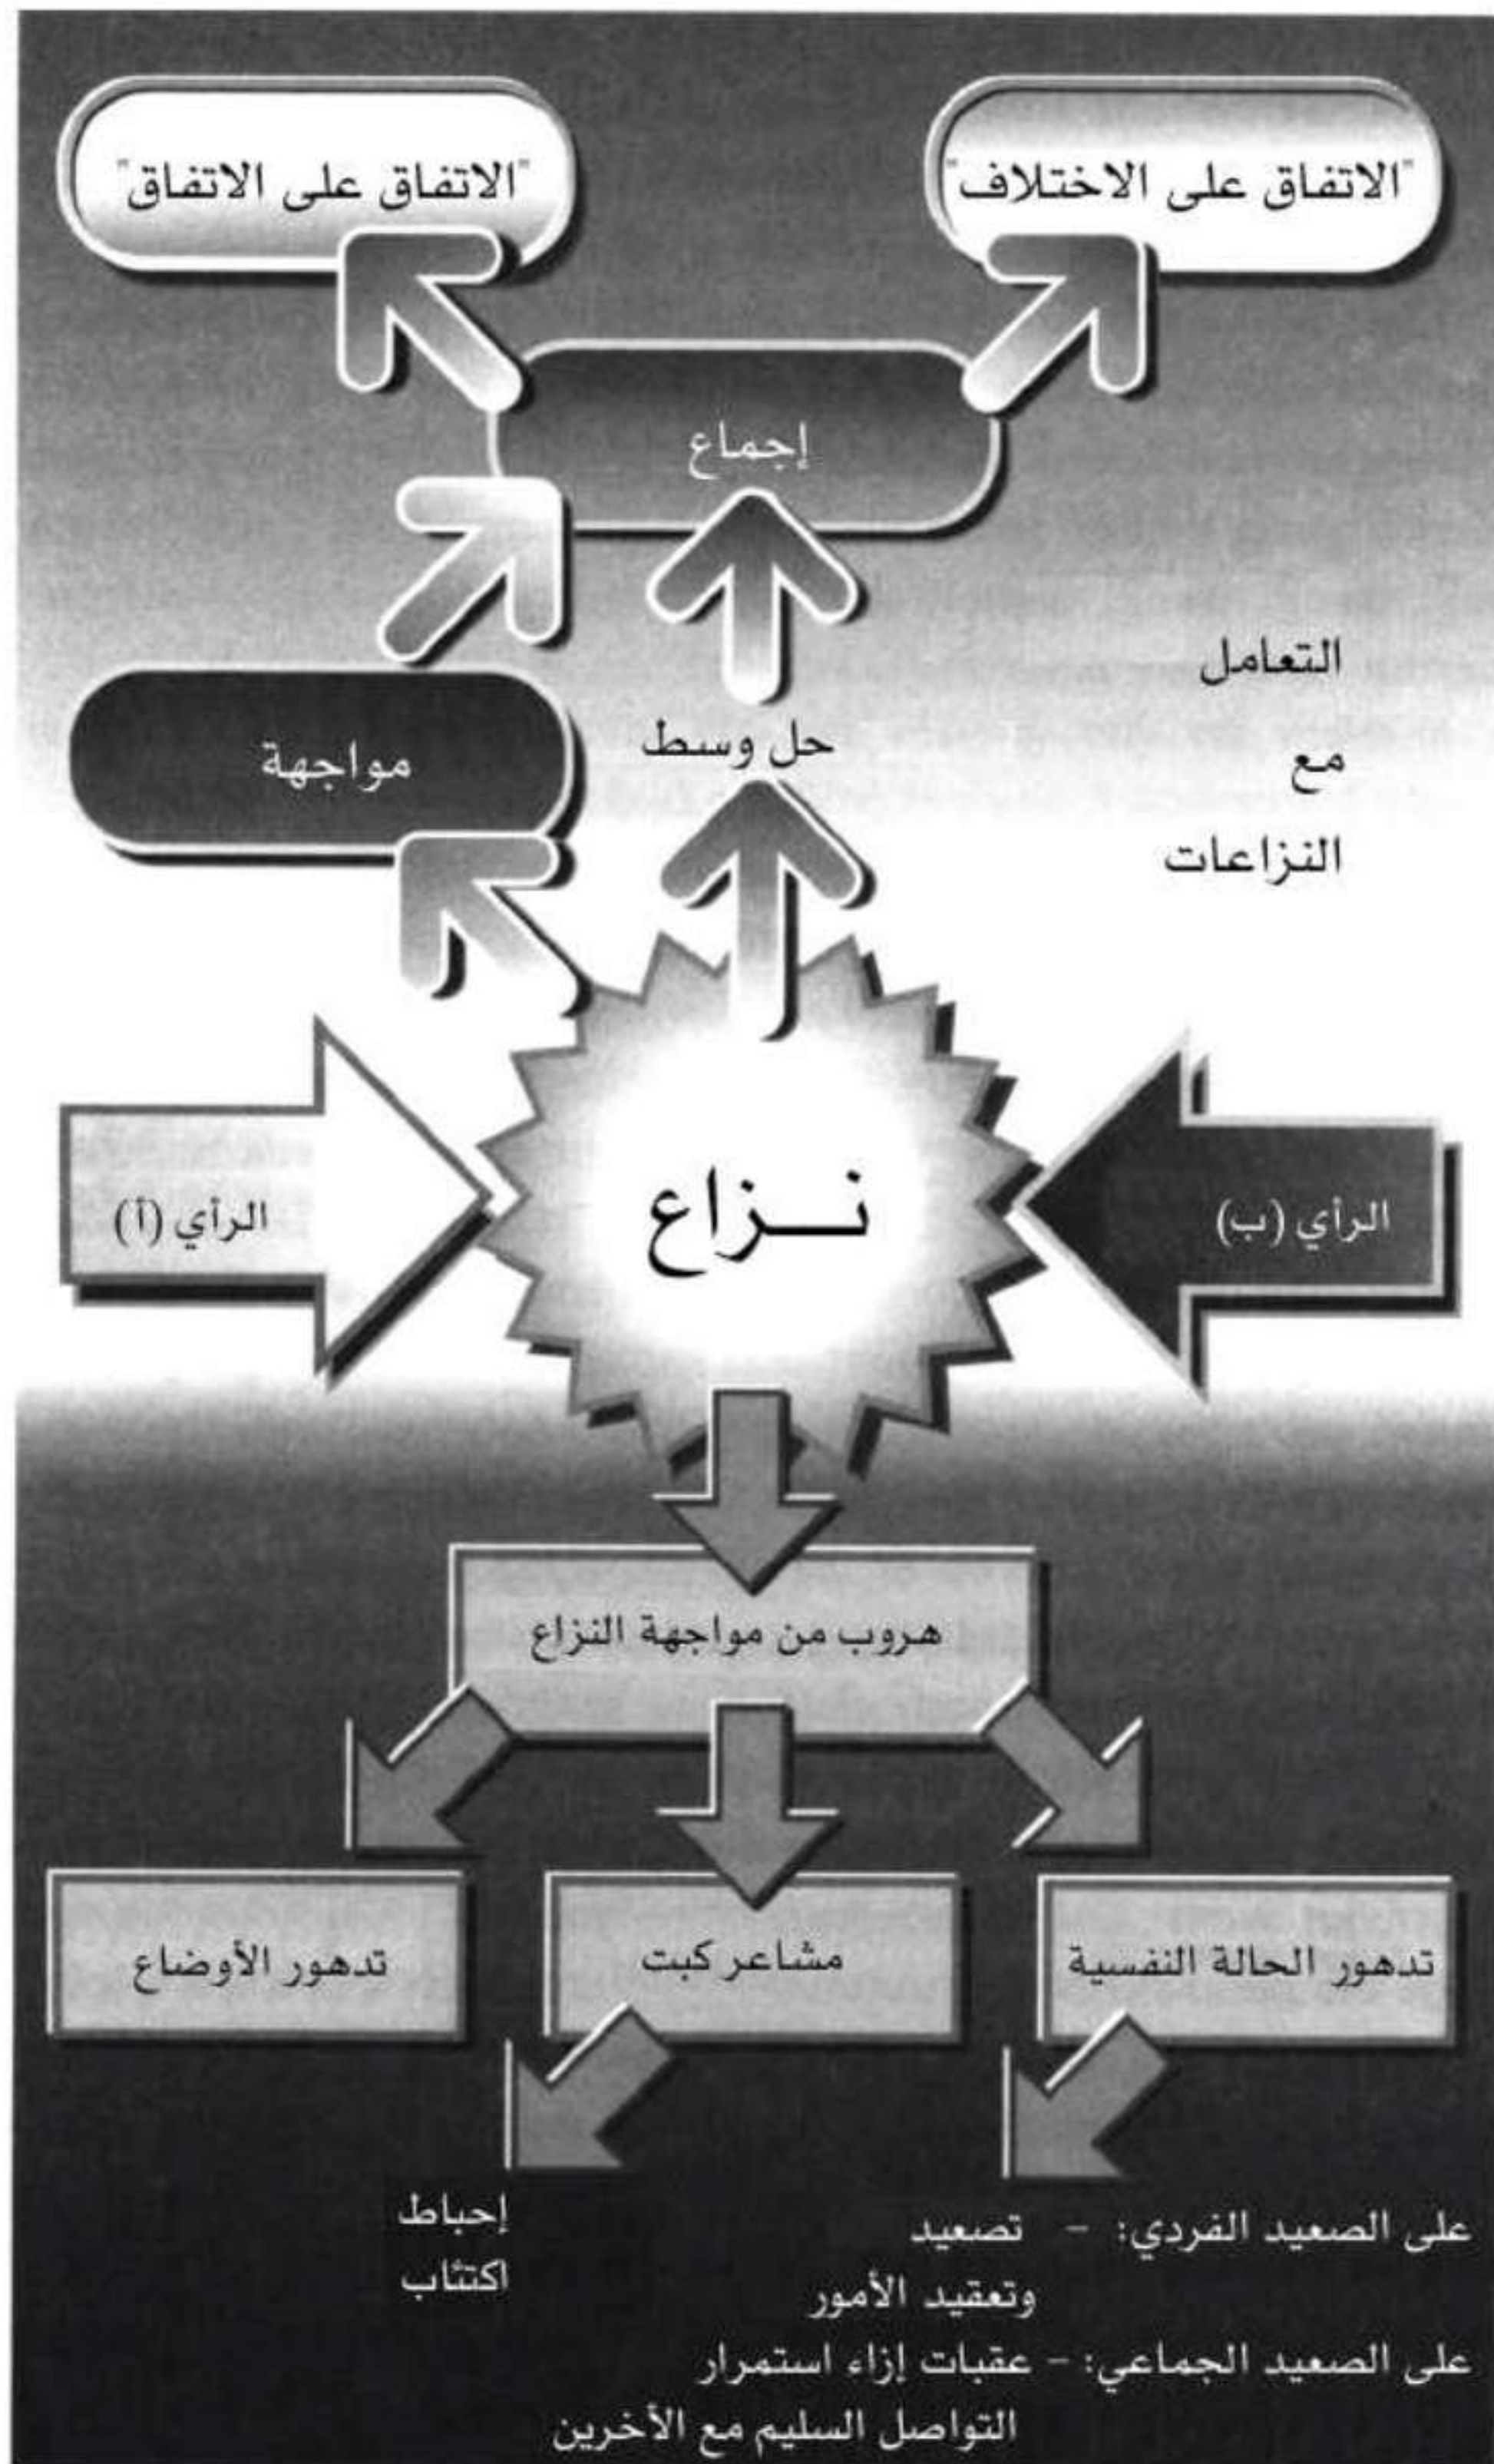 "الاتفاق على الاختلاف"
"الاتفاق على الاتفاق"
إجماع
التعامل
مع
النزاعات
حل وسط
مواجهة
الرأي (ب)
نـــزاع
الرأي (أ)
هروب من مواجهة النزاع
تدهور الحالة النفسية
مشاعر كبت
تدهور الأوضاع
على الصعيد الفردي: - تصعيد
وتعقيد الأمور
على الصعيد الجماعي: - عقبات إزاء استمرار
التواصل السليم مع الأخرين
إحباط
اكتئاب